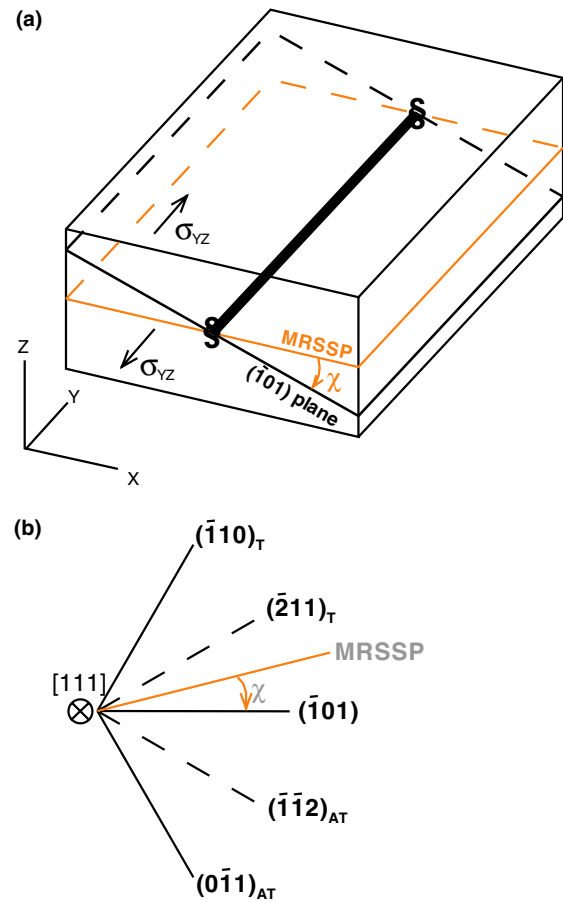 (a)
σYZ
MRSSP
χ
(1̄01) plane
σYZ
Z
Y
X
(b)
(1̄10)T
(2̄11)T
MRSSP
[111]
χ
(1̄01)
(1̄1̄2)AT
(01̄1)AT